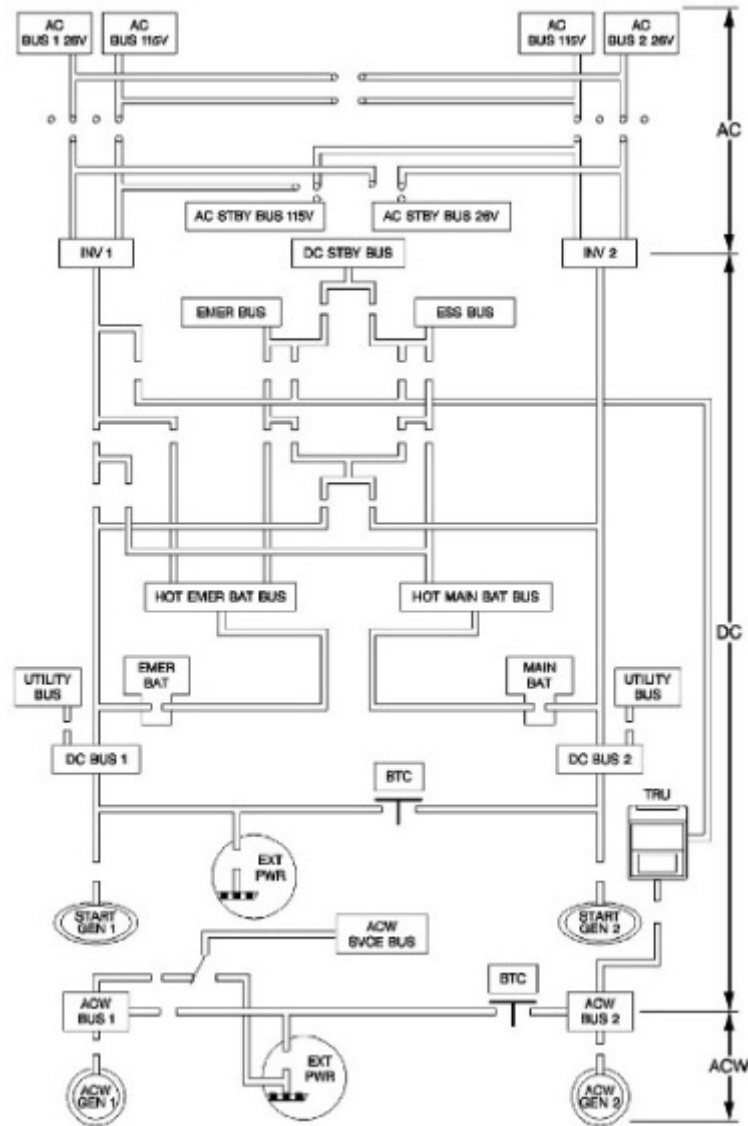 AC
BUS 1 26V
AC
BUS 115V
AC
BUS 115V
AC
BUS 2 26V
AC
AC STBY BUS 115V
AC STBY BUS 26V
INV 1
DC STBY BUS
INV 2
EMER BUS
ESS BUS
HOT EMER BAT BUS
HOT MAIN BAT BUS
DC
UTILITY
BUS
EMER
BAT
MAIN
BAT
UTILITY
BUS
DC BUS 1
DC BUS 2
BTC
TRU
EXT
PWR
START
GEN 1
START
GEN 2
ACW
SVCE BUS
BTC
ACW
BUS 1
ACW
BUS 2
EXT
PWR
ACW
ACW
GEN 1
ACW
GEN 2